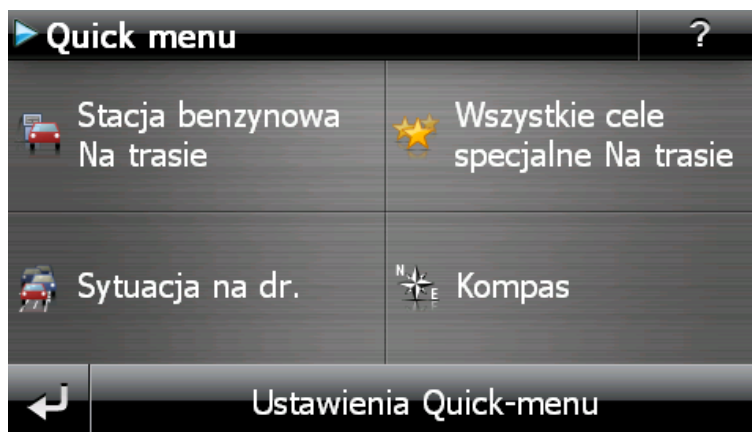 Quick menu
?
Stacja benzynowa
Na trasie
Wszystkie cele
specjalne Na trasie
Sytuacja na dr.
N
E
Kompas
Ustawienia Quick-menu